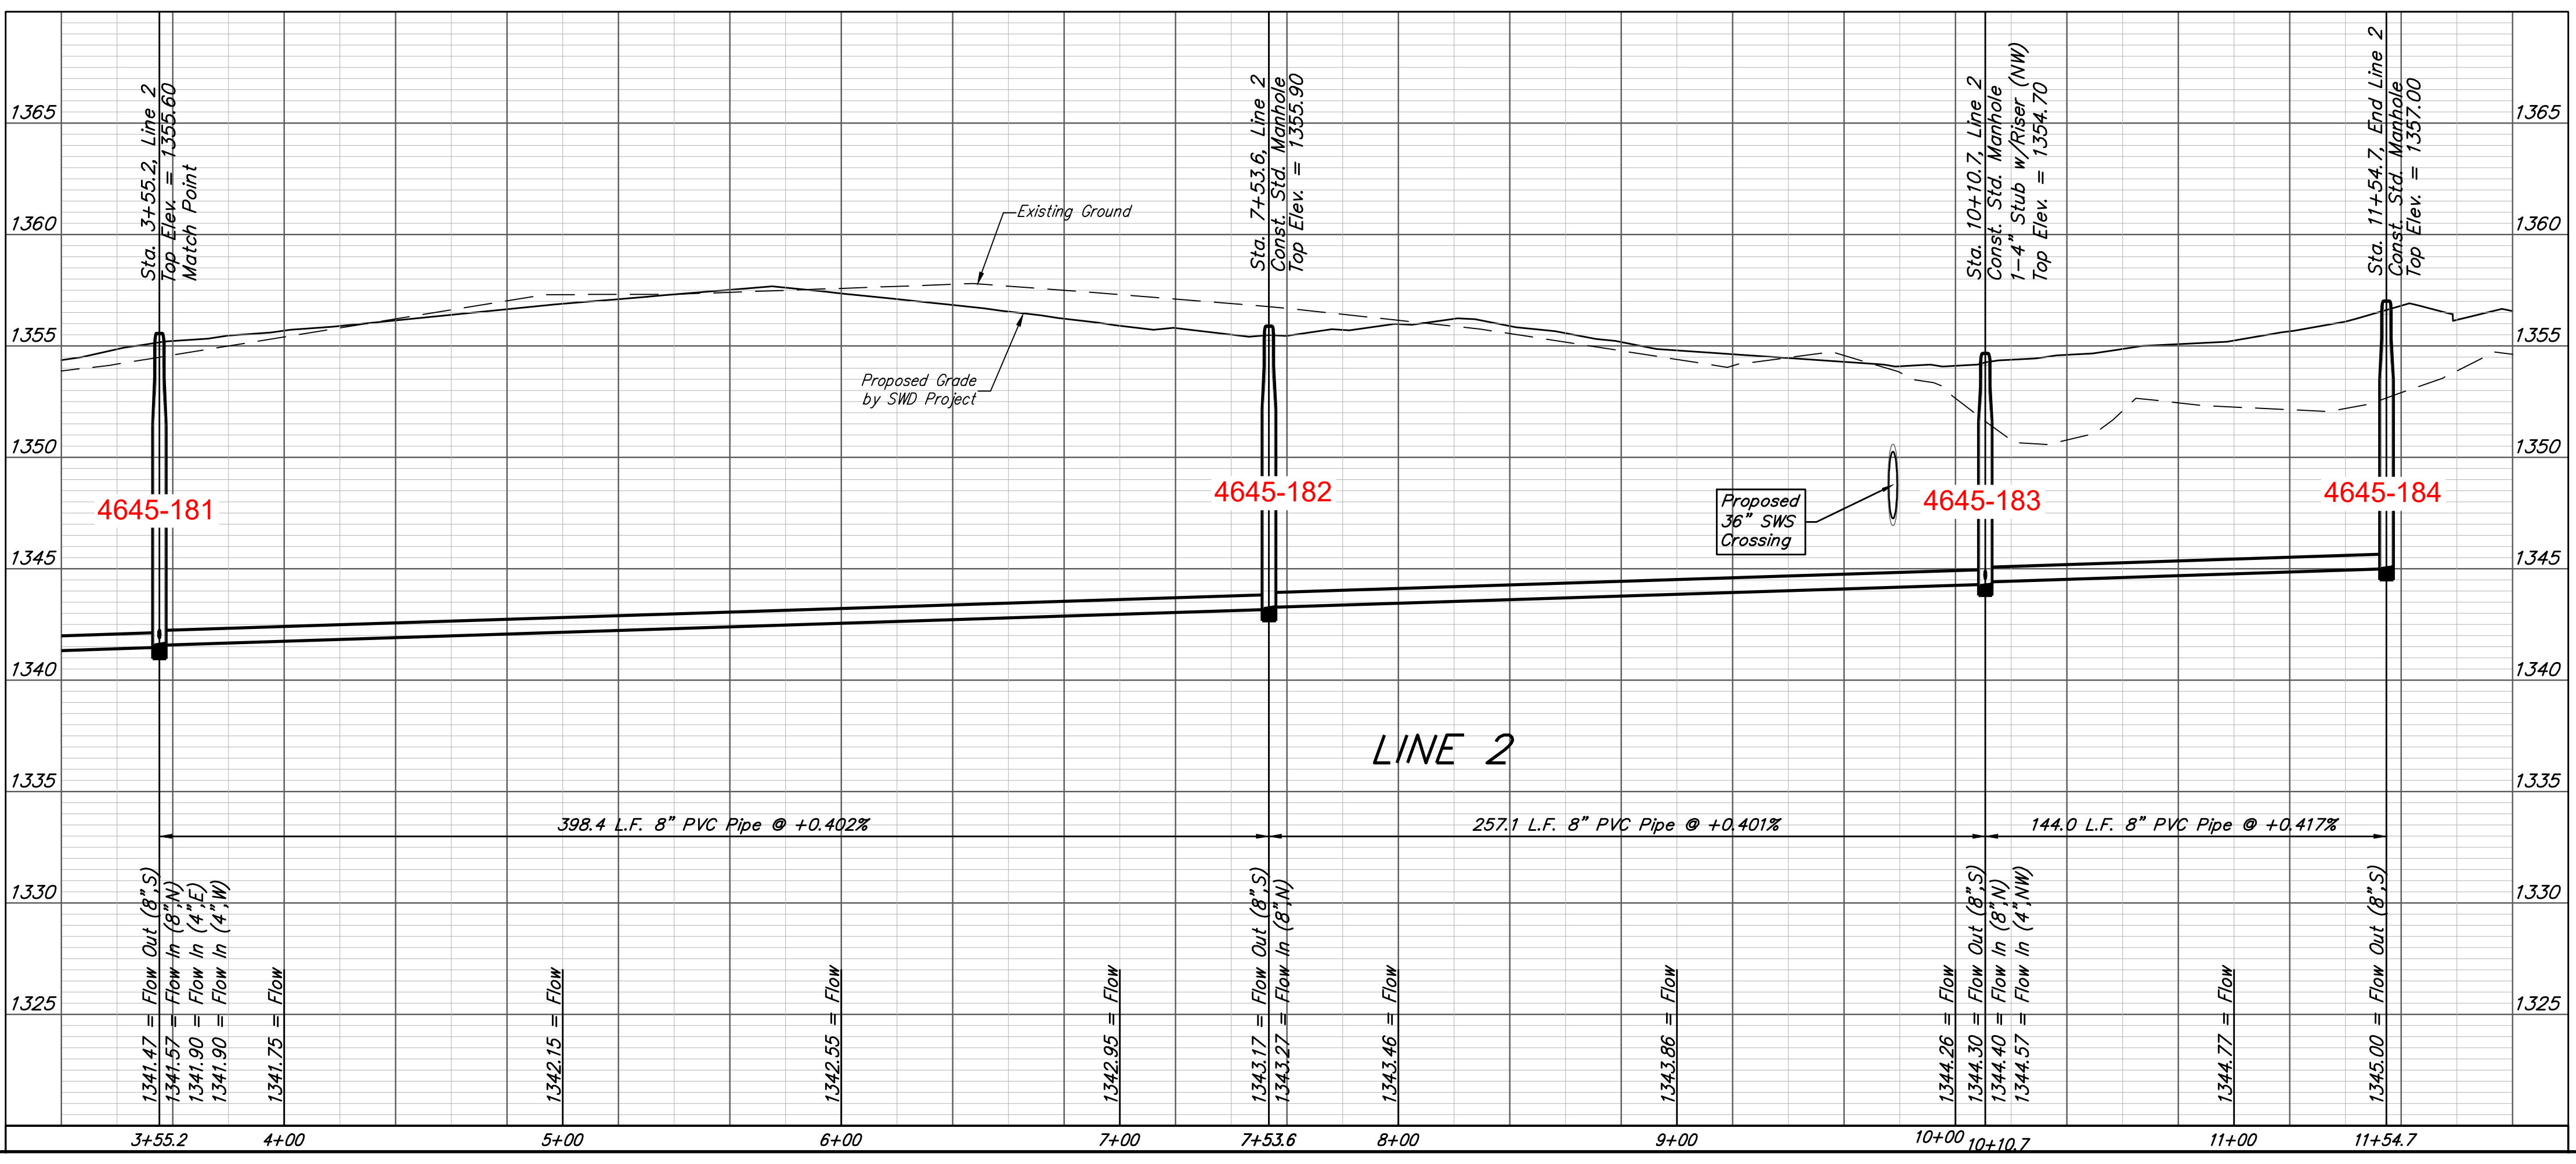 Sta. 3+55.2, Line 2
Top Elev. = 1355.60
Match Point
Sta. 7+53.6, Line 2
Const. Std. Manhole
Top Elev. = 1355.90
Sta. 10+10.7, Line 2
Const. Std. Manhole
1-4" Stub w/Riser (NW)
Top Elev. = 1354.70
Sta. 11+54.7, End Line 2
Const. Std. Manhole
Top Elev. = 1357.00
1365
1365
1360
1360
1355
1355
1350
1350
1345
1345
1340
1340
1335
1335
1330
1330
1325
1325
Existing Ground
Proposed Grade
by SWD Project
4645-181
4645-182
4645-183
4645-184
Proposed
36" SWS
Crossing
LINE 2
398.4 L.F. 8" PVC Pipe @ +0.402%
257.1 L.F. 8" PVC Pipe @ +0.401%
144.0 L.F. 8" PVC Pipe @ +0.417%
1341.47 = Flow Out (8",S)
1341.57 = Flow In (8",N)
1341.90 = Flow In (4",E)
1341.90 = Flow In (4",W)
1341.75 = Flow
1342.15 = Flow
1342.55 = Flow
1342.95 = Flow
1343.17 = Flow Out (8",S)
1343.27 = Flow In (8",N)
1343.46 = Flow
1343.86 = Flow
1344.26 = Flow
1344.30 = Flow Out (8",S)
1344.40 = Flow In (8",N)
1344.57 = Flow In (4",NW)
1344.77 = Flow
1345.00 = Flow Out (8",S)
3+55.2
4+00
5+00
6+00
7+00
7+53.6
8+00
9+00
10+00
10+10.7
11+00
11+54.7